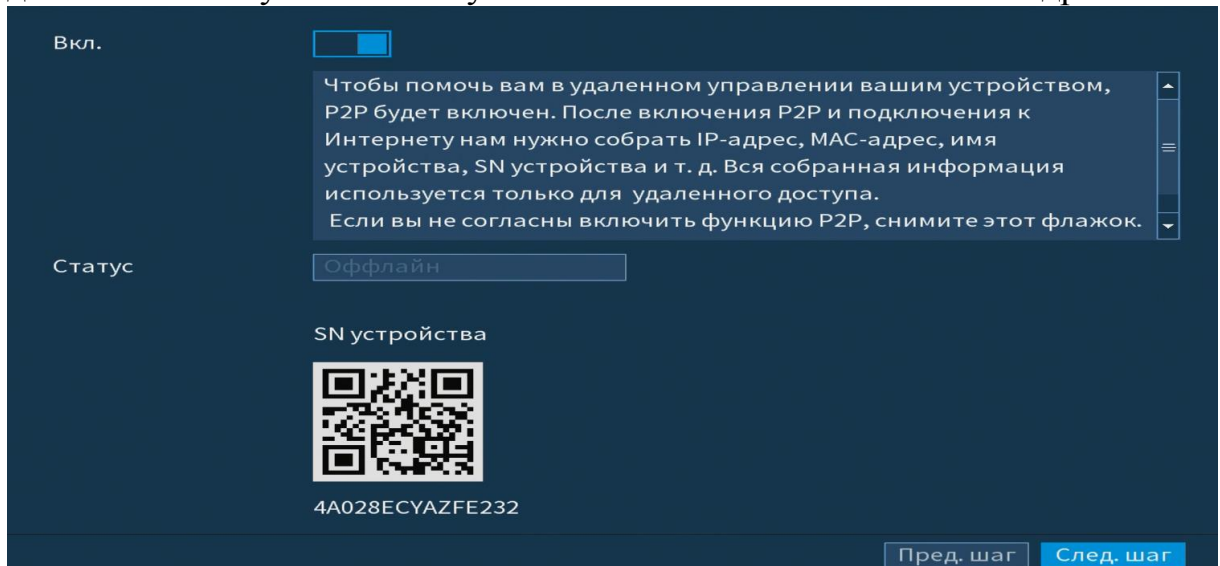 Вкл.
Чтобы помочь вам в удаленном управлении вашим устройством,
P2P будет включен. После включения P2P и подключения к
Интернету нам нужно собрать IP-адрес, MAC-адрес, имя
устройства, SN устройства и т. д. Вся собранная информация
используется только для удаленного доступа.
Если вы не согласны включить функцию P2P, снимите этот флажок.
Статус
Оффлайн
SN устройства
4A028ECYAZFE232
Пред. шаг След. шаг